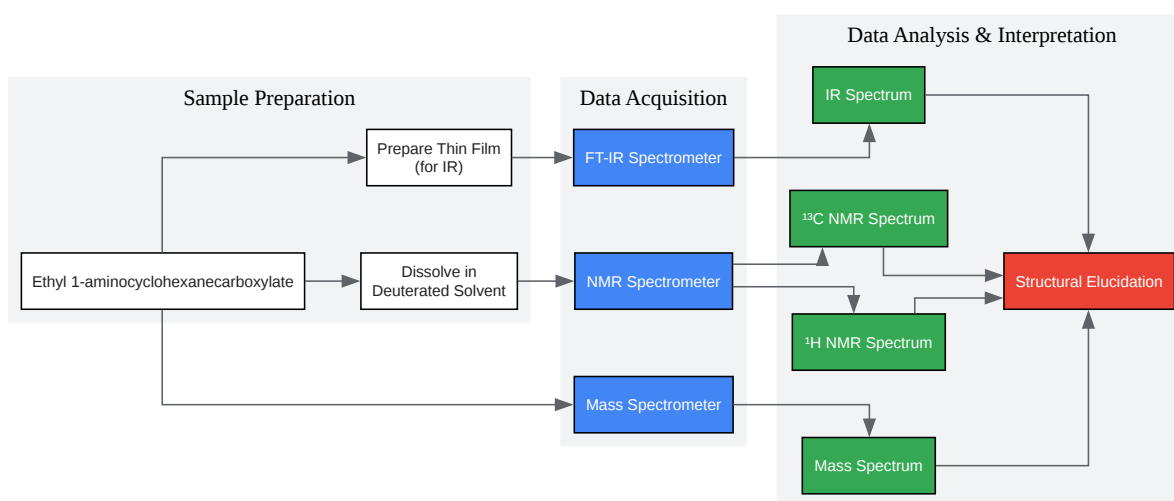 Sample Preparation
Prepare Thin Film
(for IR)
Ethyl 1-aminocyclohexanecarboxylate
Dissolve in
Deuterated Solvent
Data Acquisition
FT-IR Spectrometer
NMR Spectrometer
Mass Spectrometer
Data Analysis & Interpretation
IR Spectrum
¹³C NMR Spectrum
¹H NMR Spectrum
Mass Spectrum
Structural Elucidation